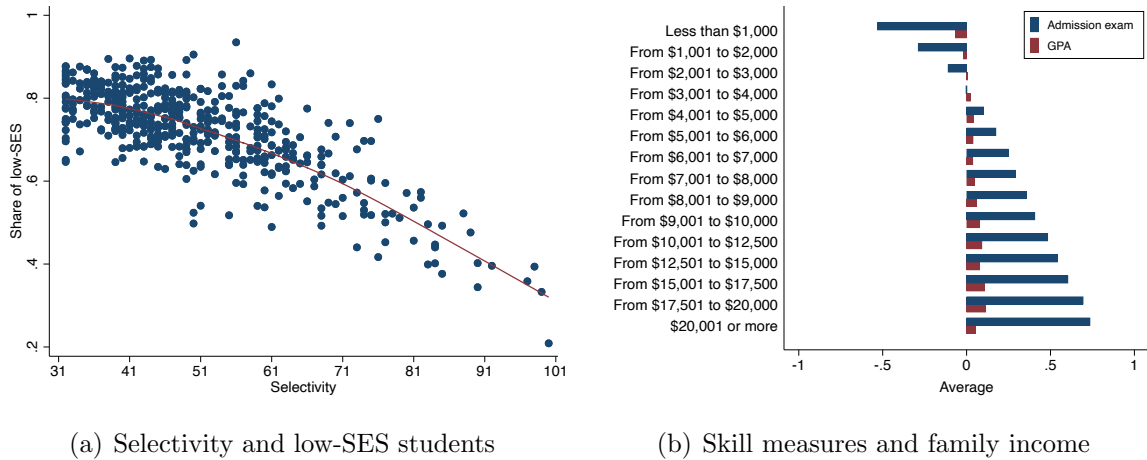 1
.8
.6
.4
.2
Share of low-SES
31 41 51 61 71 81 91 101
Selectivity
(a) Selectivity and low-SES students
Admission exam
GPA
Less than $1,000
From $1,001 to $2,000
From $2,001 to $3,000
From $3,001 to $4,000
From $4,001 to $5,000
From $5,001 to $6,000
From $6,001 to $7,000
From $7,001 to $8,000
From $8,001 to $9,000
From $9,001 to $10,000
From $10,001 to $12,500
From $12,501 to $15,000
From $15,001 to $17,500
From $17,501 to $20,000
$20,001 or more
-1 -.5 0 .5 1
Average
(b) Skill measures and family income